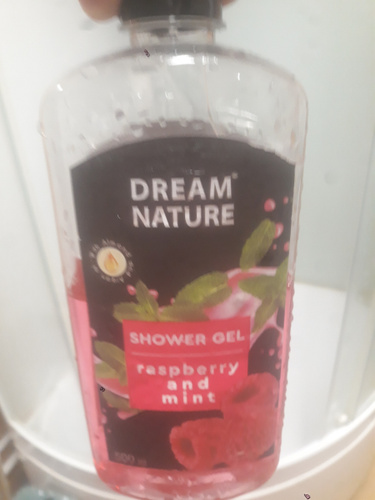 DREAM®
NATURE
SHOWER GEL
raspberry
and
mint